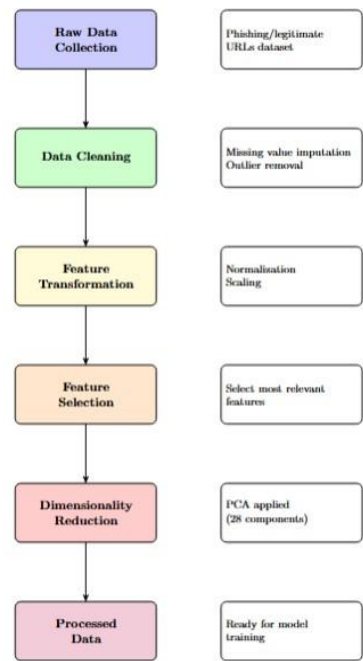 Raw Data
Collection
Phishing/legitimate
URLs dataset
Data Cleaning
Missing value imputation
Outlier removal
Feature
Transformation
Normalization
Scaling
Feature
Selection
Select most relevant
features
Dimensionality
Reduction
PCA applied
(28 components)
Processed
Data
Ready for model
training